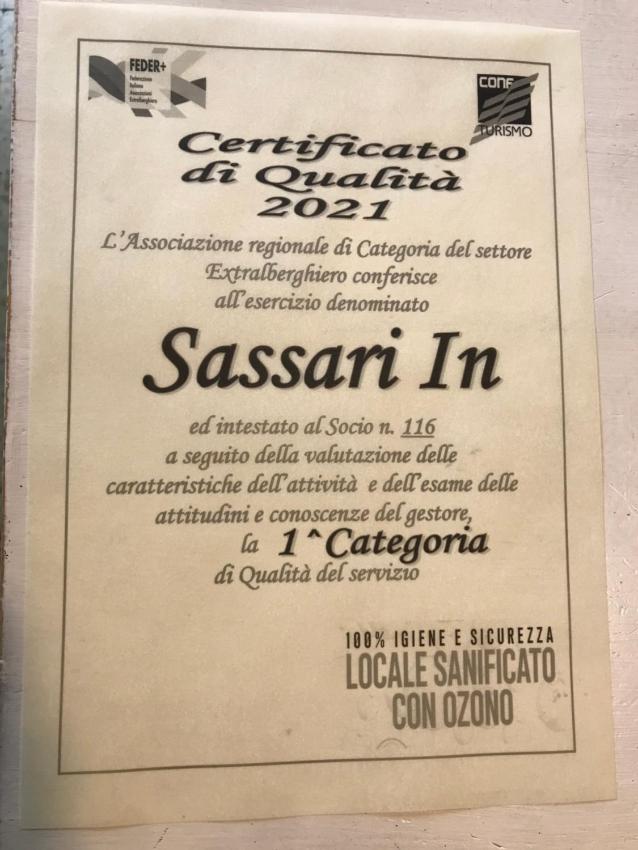 FEDER+
Federazione
Italiana
Associazioni
Extralberghiere
CONF
TURISMO
Certificato
di Qualità
2021
L'Associazione regionale di Categoria del settore
Extralberghiero conferisce
all'esercizio denominato
Sassari In
ed intestato al Socio n. 116
a seguito della valutazione delle
caratteristiche dell'attività e dell'esame delle
attitudini e conoscenze del gestore,
la 1^Categoria
di Qualità del servizio
100% IGIENE E SICUREZZA
LOCALE SANIFICATO
CON OZONO